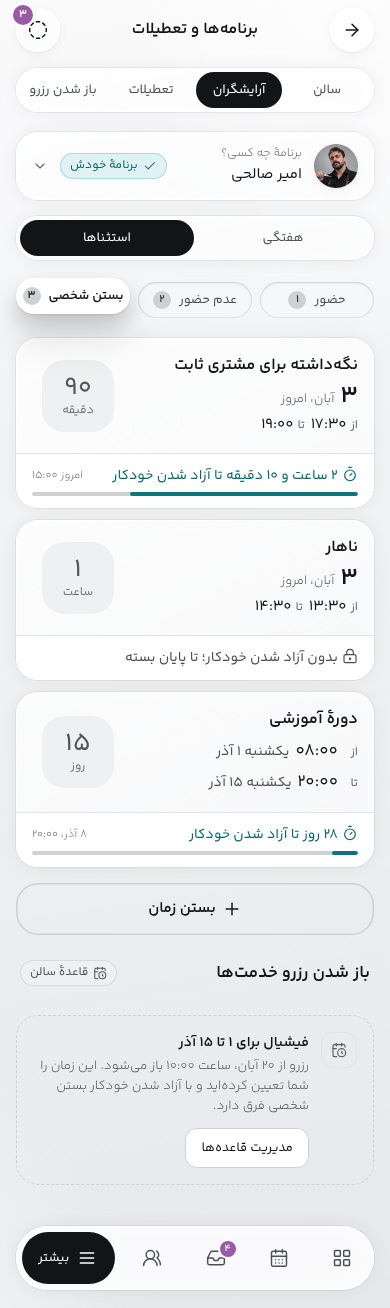 برنامه‌ها و تعطیلات
۳
سالن
آرایشگران
تعطیلات
باز شدن رزرو
برنامهٔ چه کسی؟
امیر صالحی
برنامهٔ خودش
هفتگی
استثناها
حضور ۱
عدم حضور ۲
بستن شخصی ۳
نگه‌داشته برای مشتری ثابت
۳ آبان، امروز
از ۱۷:۳۰ تا ۱۹:۰۰
۹۰
دقیقه
۲ ساعت و ۱۰ دقیقه تا آزاد شدن خودکار
امروز ۱۵:۰۰
ناهار
۳ آبان، امروز
از ۱۳:۳۰ تا ۱۴:۳۰
۱
ساعت
بدون آزاد شدن خودکار؛ تا پایان بسته
دورهٔ آموزشی
از ۰۸:۰۰ یکشنبه ۱ آذر
تا ۲۰:۰۰ یکشنبه ۱۵ آذر
۱۵
روز
۲۸ روز تا آزاد شدن خودکار
۸ آذر، ۲۰:۰۰
بستن زمان
باز شدن رزرو خدمت‌ها
قاعدهٔ سالن
فیشیال برای ۱ تا ۱۵ آذر
رزرو از ۲۰ آبان، ساعت ۱۰:۰۰ باز می‌شود. این زمان را
شما تعیین کرده‌اید و با آزاد شدن خودکار بستن
شخصی فرق دارد.
مدیریت قاعده‌ها
۴
بیشتر